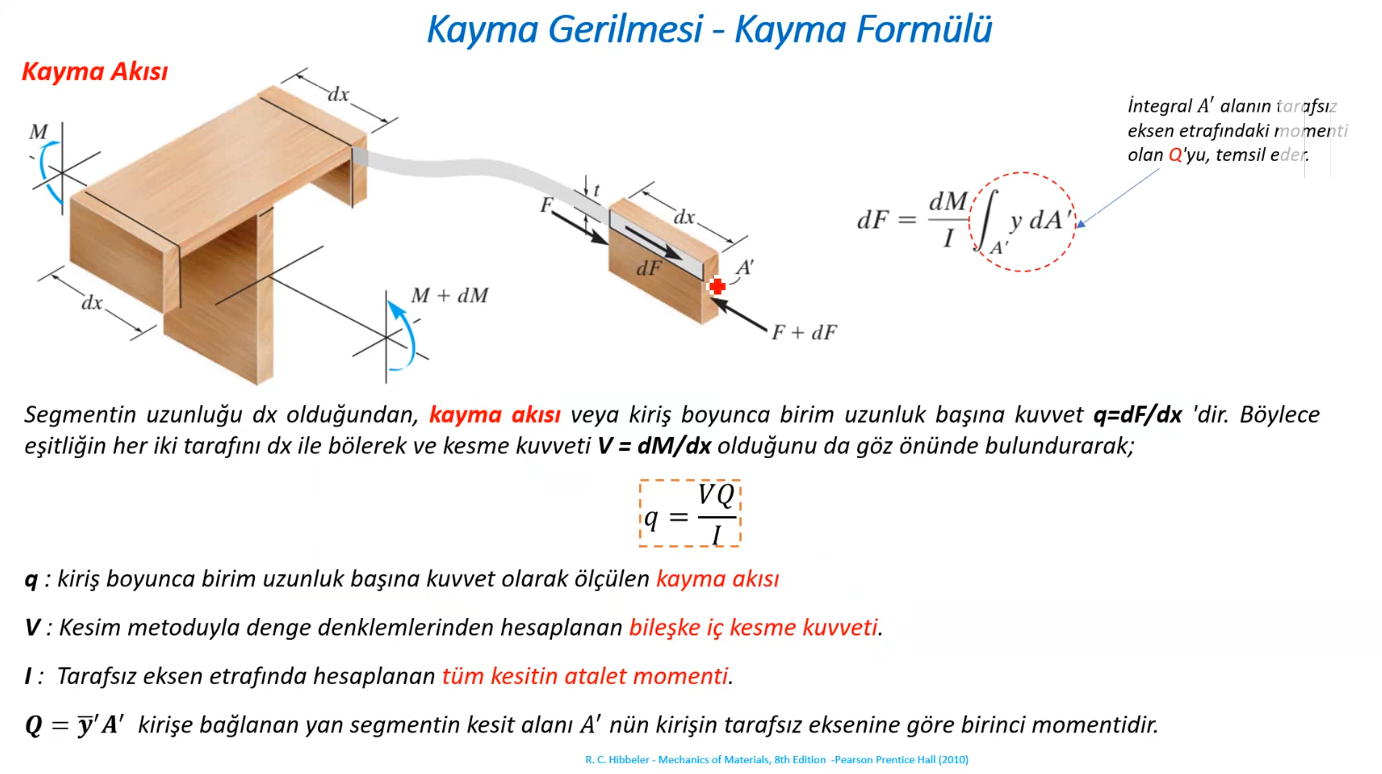 Kayma Gerilmesi - Kayma Formülü
Kayma Akısı
dx
M
t
F
dx
dF
A'
dx
M + dM
F + dF
İntegral A′ alanın tarafsız
eksen etrafındaki momenti
olan Q'yu, temsil eder.
dF = dM/I ∫A' y dA'
Segmentin uzunluğu dx olduğundan, kayma akısı veya kiriş boyunca birim uzunluk başına kuvvet q=dF/dx 'dir. Böylece
eşitliğin her iki tarafını dx ile bölerek ve kesme kuvveti V = dM/dx olduğunu da göz önünde bulundurarak;
q = VQ/I
q : kiriş boyunca birim uzunluk başına kuvvet olarak ölçülen kayma akısı
V : Kesim metoduyla denge denklemlerinden hesaplanan bileşke iç kesme kuvveti.
I : Tarafsız eksen etrafında hesaplanan tüm kesitin atalet momenti.
Q = y̅′A′ kirişe bağlanan yan segmentin kesit alanı A′ nün kirişin tarafsız eksenine göre birinci momentidir.
R. C. Hibbeler - Mechanics of Materials, 8th Edition -Pearson Prentice Hall (2010)